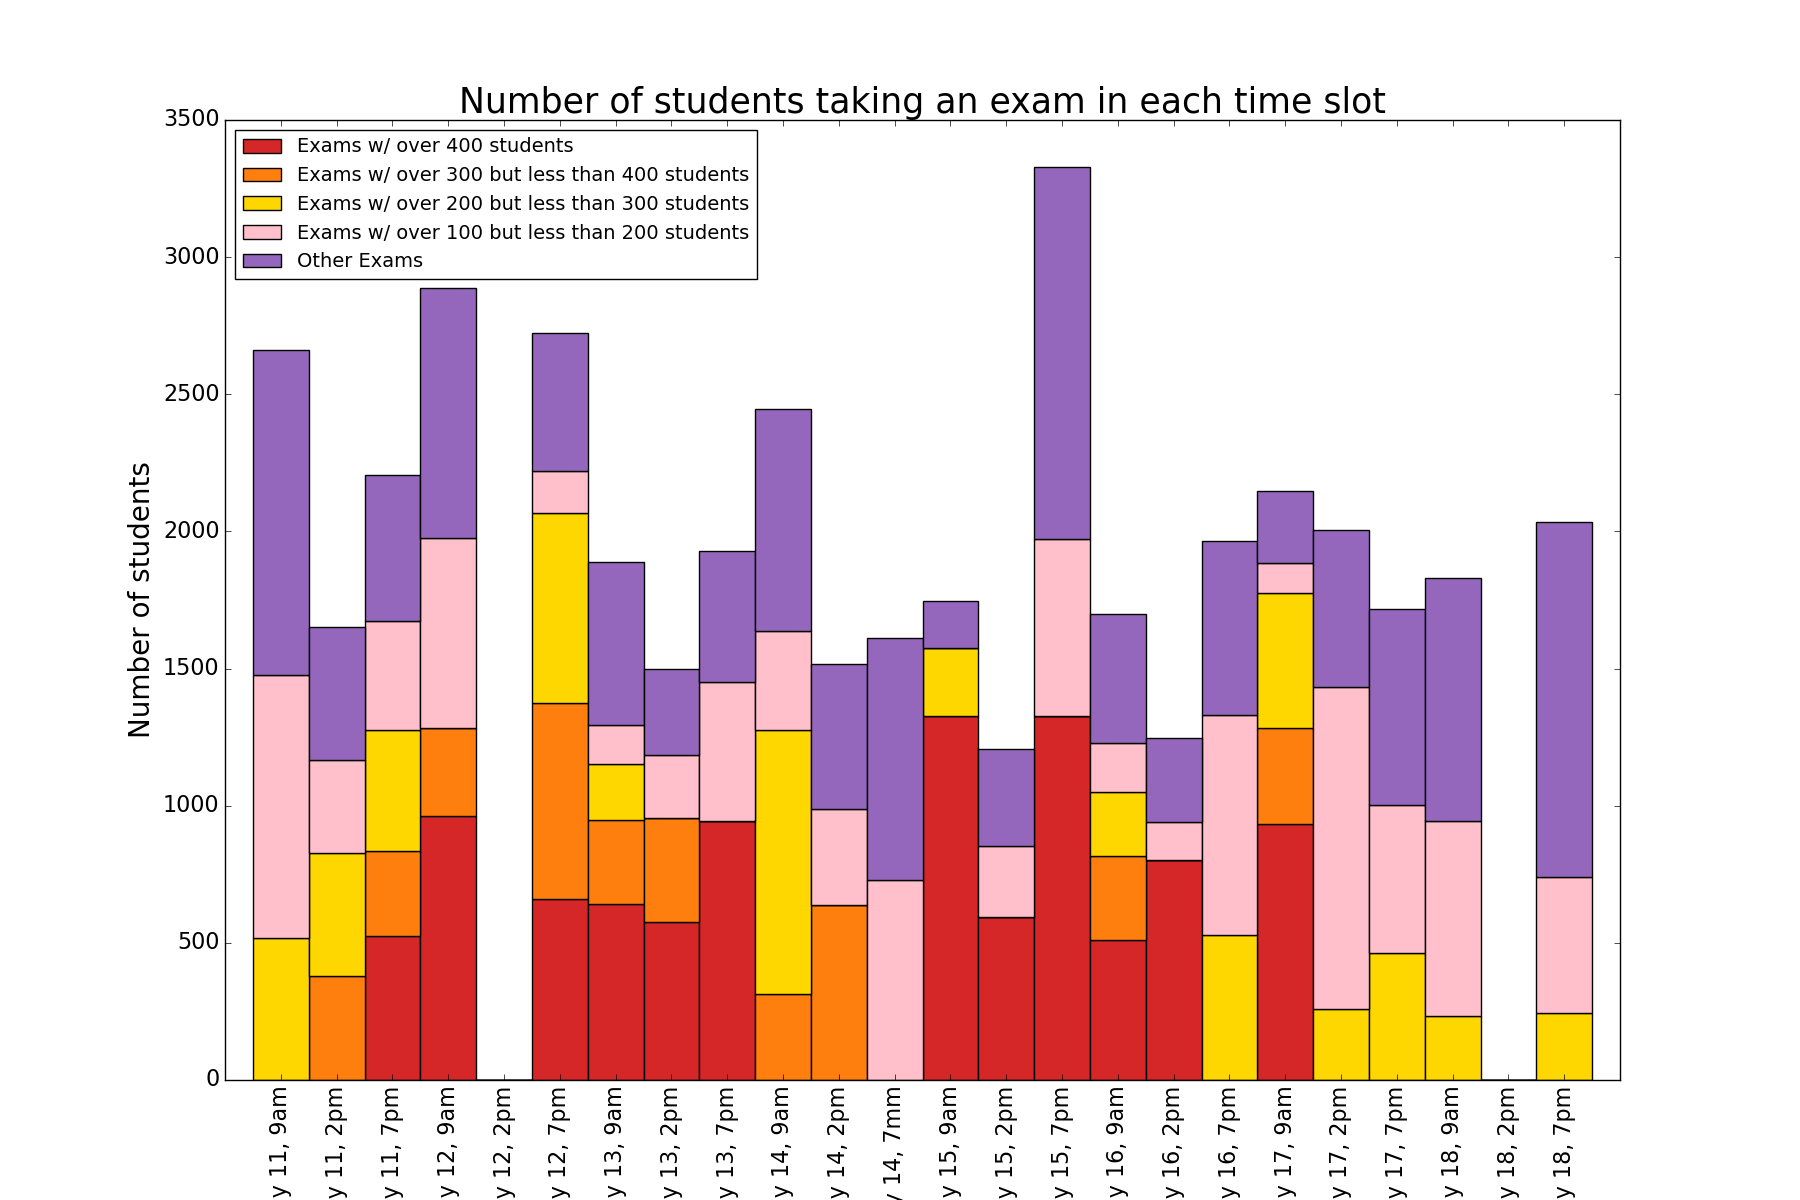 Number of students taking an exam in each time slot
Exams w/ over 400 students
Exams w/ over 300 but less than 400 students
Exams w/ over 200 but less than 300 students
Exams w/ over 100 but less than 200 students
Other Exams
Number of students
3500
3000
2500
2000
1500
1000
500
0
y 11, 9am
y 11, 2pm
y 11, 7pm
y 12, 9am
y 12, 2pm
y 12, 7pm
y 13, 9am
y 13, 2pm
y 13, 7pm
y 14, 9am
y 14, 2pm
y 14, 7mm
y 15, 9am
y 15, 2pm
y 15, 7pm
y 16, 9am
y 16, 2pm
y 16, 7pm
y 17, 9am
y 17, 2pm
y 17, 7pm
y 18, 9am
y 18, 2pm
y 18, 7pm